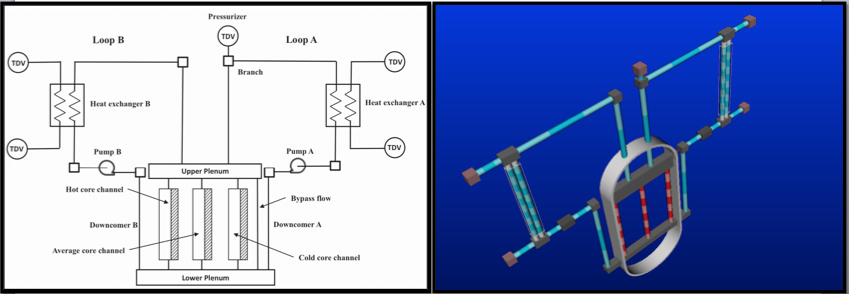 Pressurizer
Loop B
TDV
Loop A
TDV
TDV
Branch
Heat exchanger B
Heat exchanger A
TDV
TDV
Pump B
Pump A
Upper Plenum
Hot core channel
Bypass flow
Downcomer B
Downcomer A
Average core channel
Cold core channel
Lower Plenum